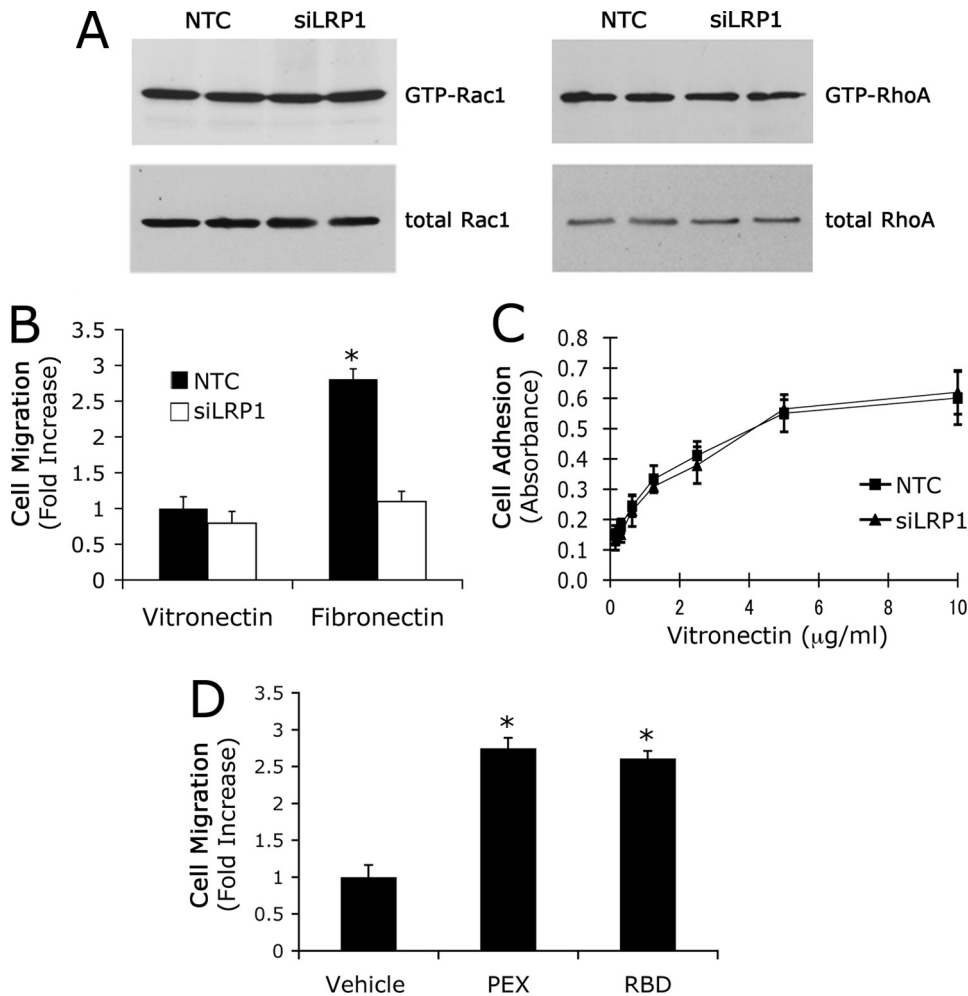 A
NTC siLRP1
GTP-Rac1
total Rac1
NTC siLRP1
GTP-RhoA
total RhoA
B
Cell Migration
(Fold Increase)
3.5
3
2.5
2
1.5
1
0.5
0
*
NTC
siLRP1
Vitronectin Fibronectin
C
Cell Adhesion
(Absorbance)
0.8
0.7
0.6
0.5
0.4
0.3
0.2
0.1
0.0
NTC
siLRP1
0 2 4 6 8 10
Vitronectin (μg/ml)
D
Cell Migration
(Fold Increase)
3.5
3
2.5
2
1.5
1
0.5
0
* *
Vehicle PEX RBD